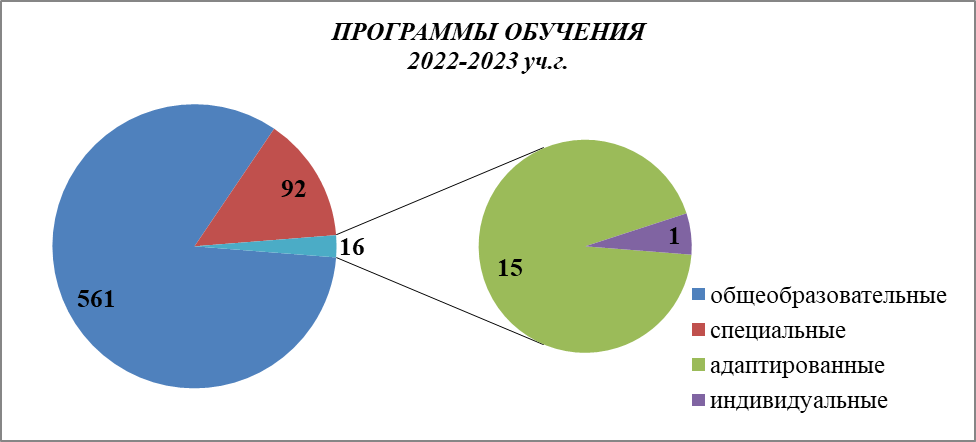 ПРОГРАММЫ ОБУЧЕНИЯ
2022-2023 уч.г.
92
16
561
1
15
общеобразовательные
специальные
адаптированные
индивидуальные